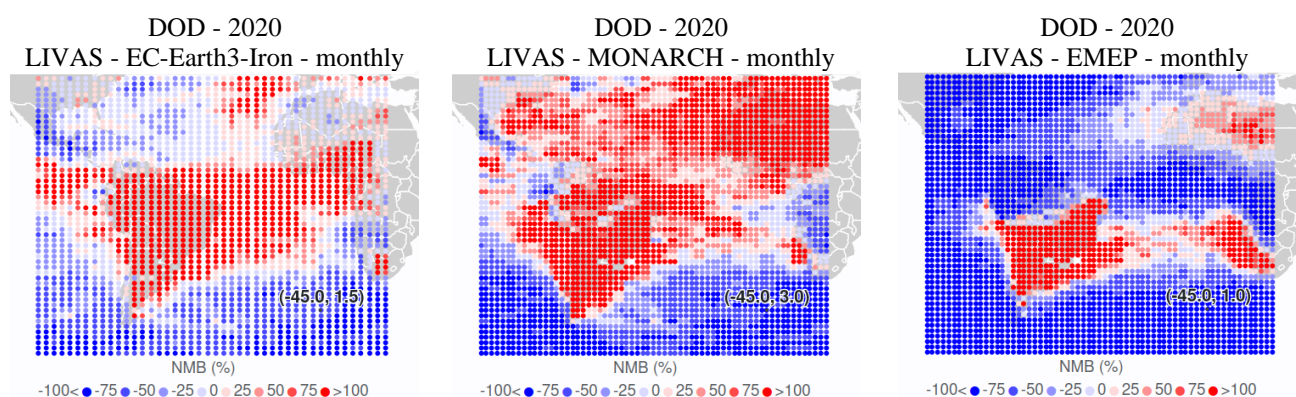 DOD - 2020
LIVAS - EC-Earth3-Iron - monthly
(-45.0, 1.5)
NMB (%)
-100< -75 -50 -25 0 25 50 75 >100
DOD - 2020
LIVAS - MONARCH - monthly
(-45.0, 3.0)
NMB (%)
-100< -75 -50 -25 0 25 50 75 >100
DOD - 2020
LIVAS - EMEP - monthly
(-45.0, 1.0)
NMB (%)
-100< -75 -50 -25 0 25 50 75 >100